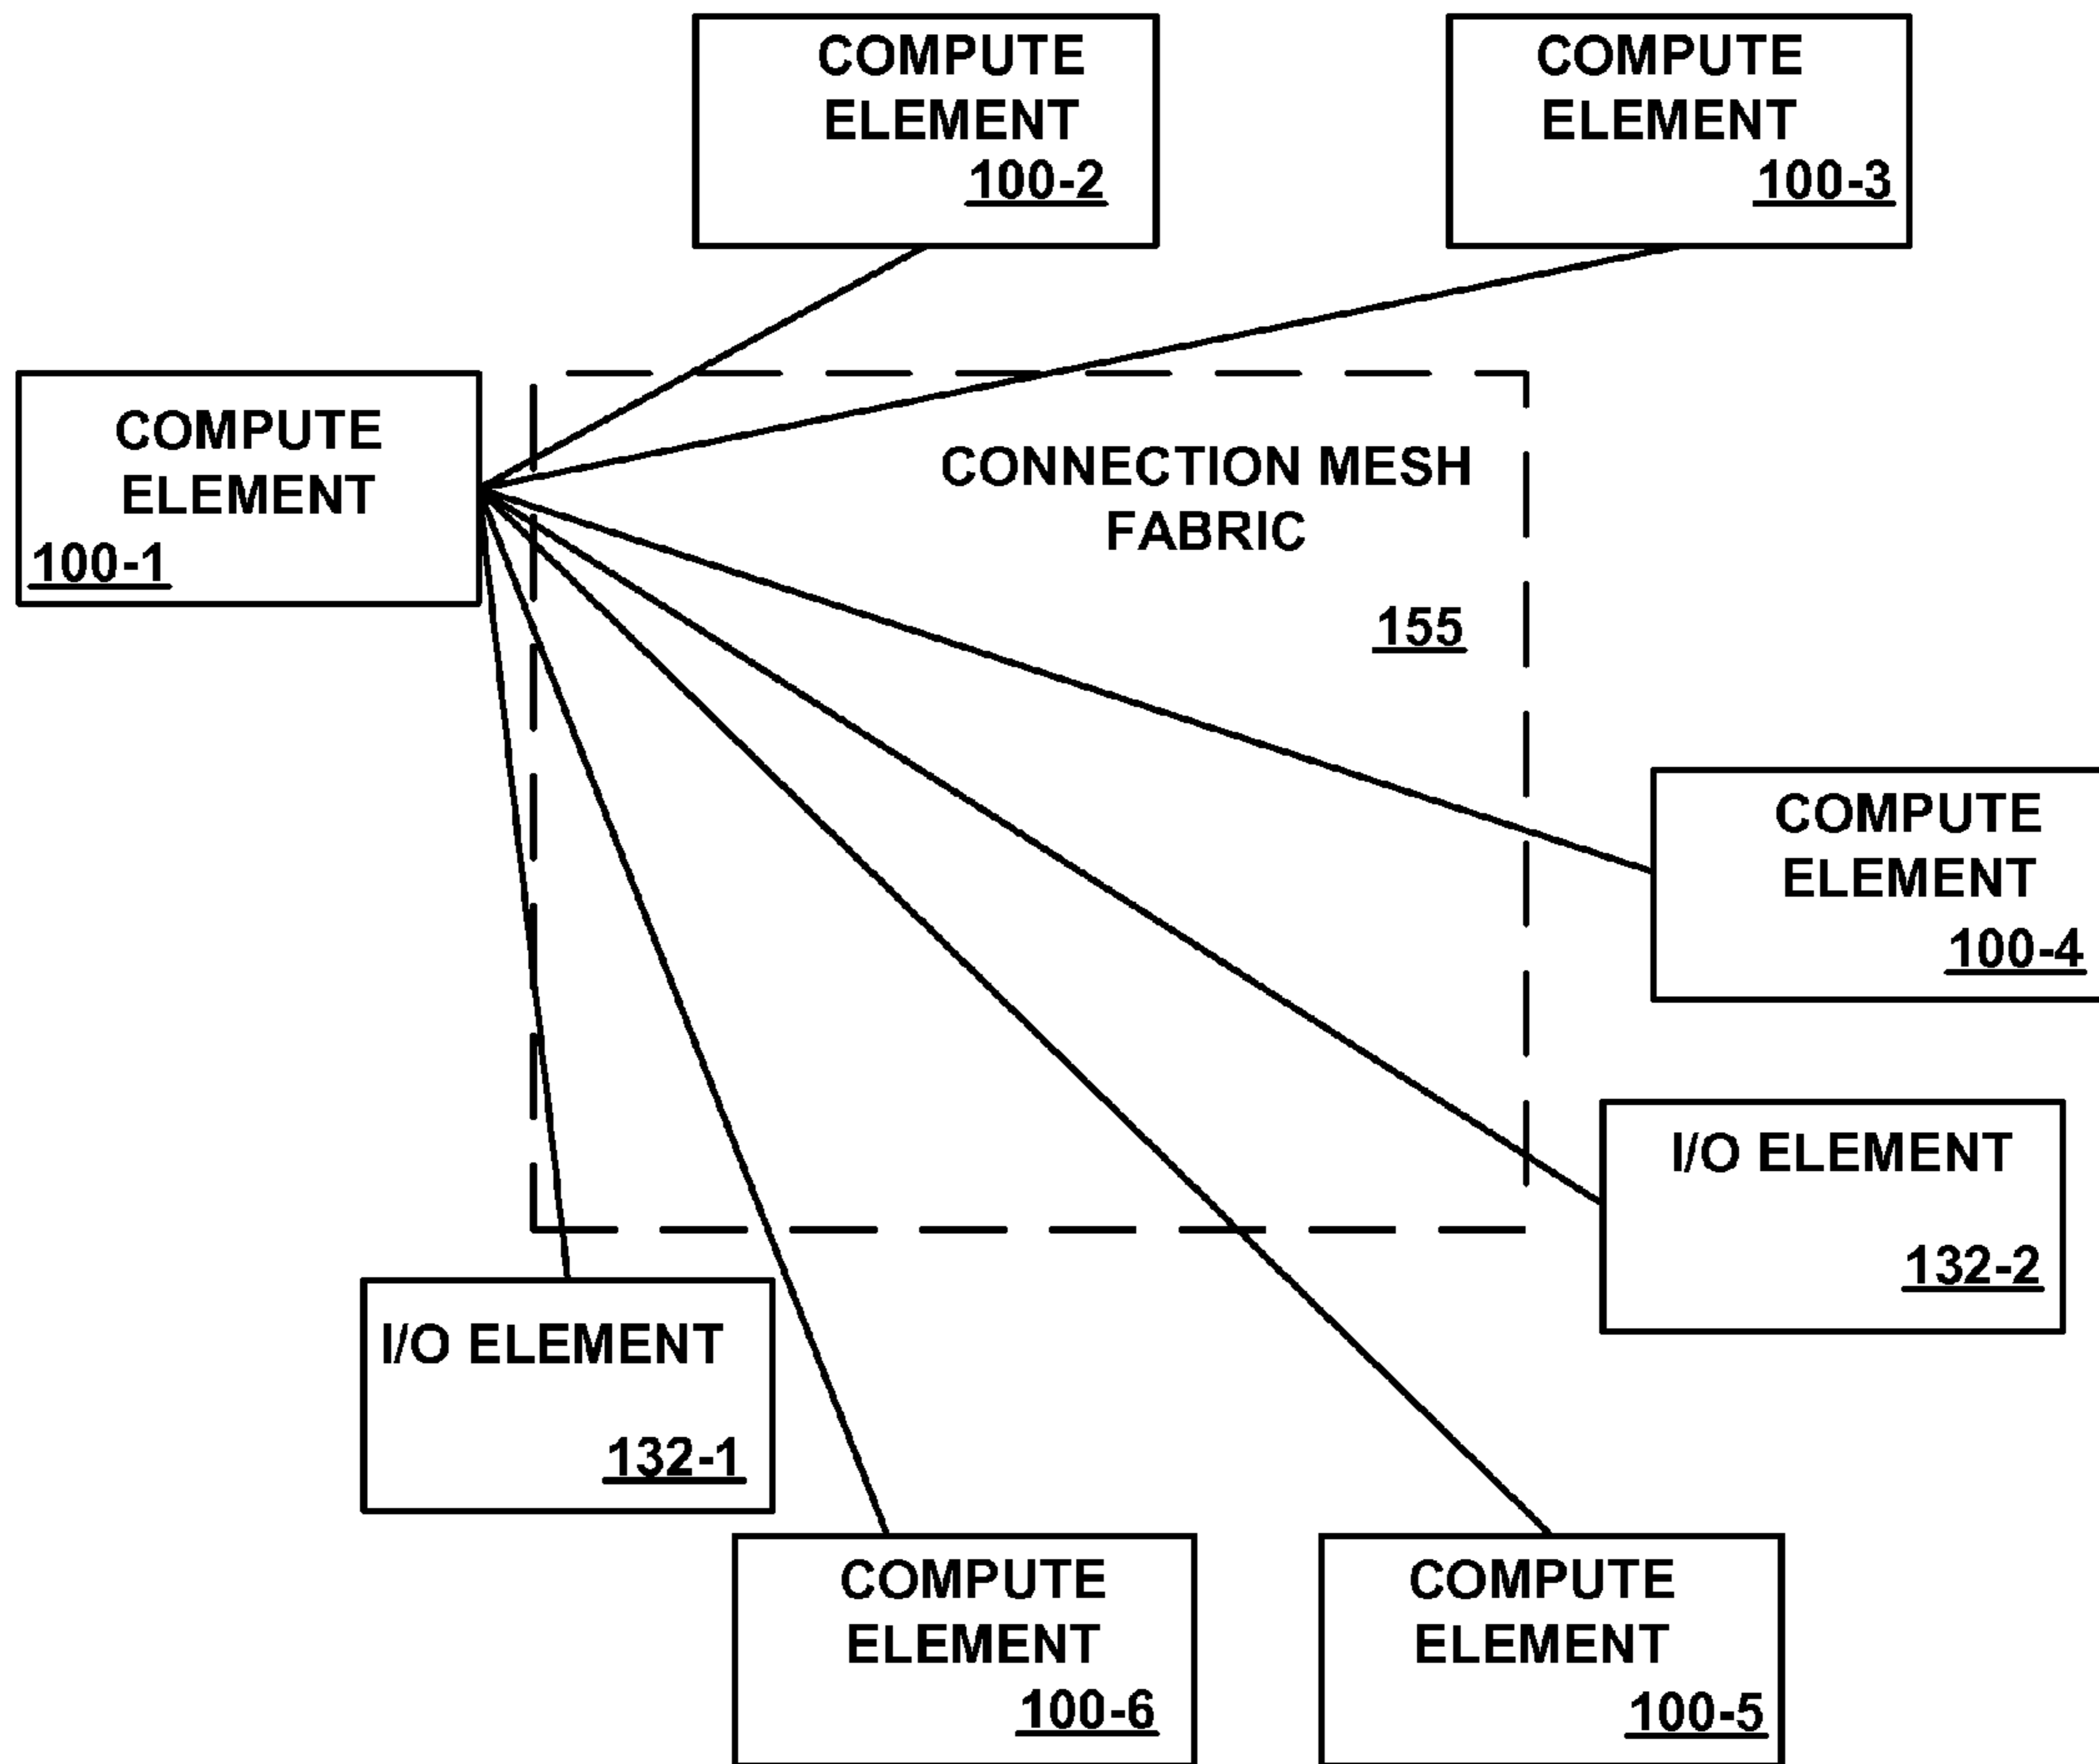 COMPUTE
ELEMENT
100-2
COMPUTE
ELEMENT
100-3
COMPUTE
ELEMENT
100-1
CONNECTION MESH
FABRIC
155
COMPUTE
ELEMENT
100-4
I/O ELEMENT
132-2
I/O ELEMENT
132-1
COMPUTE
ELEMENT
100-6
COMPUTE
ELEMENT
100-5